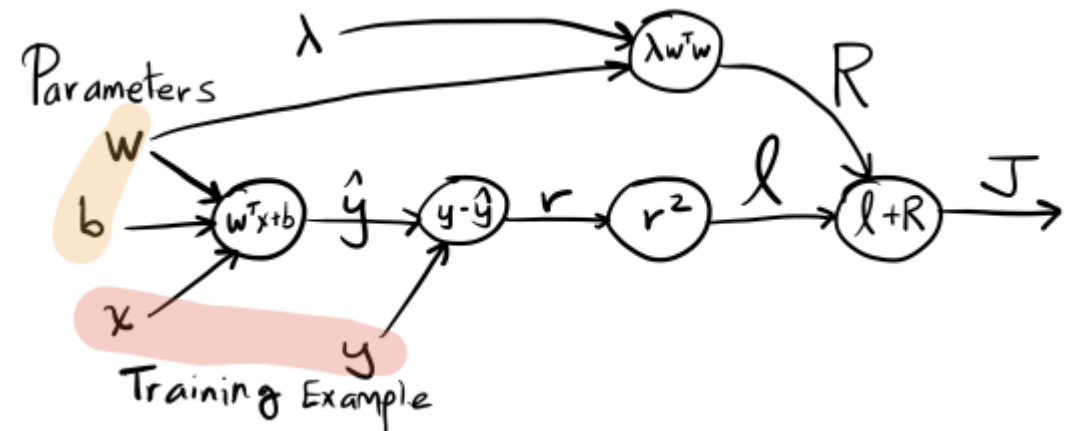 λ
λwᵀw
R
Parameters
w
b
wᵀx+b
ŷ
y-ŷ
r
r²
ℓ
ℓ+R
J
x
y
Training Example